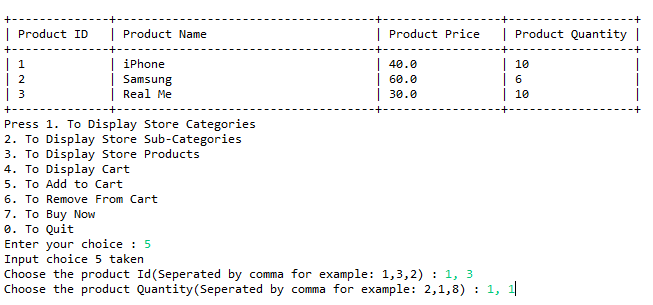 Product ID | Product Name | Product Price | Product Quantity
1 | iPhone | 40.0 | 10
2 | Samsung | 60.0 | 6
3 | Real Me | 30.0 | 10
Press 1. To Display Store Categories
2. To Display Store Sub-Categories
3. To Display Store Products
4. To Display Cart
5. To Add to Cart
6. To Remove From Cart
7. To Buy Now
0. To Quit
Enter your choice : 5
Input choice 5 taken
Choose the product Id(Seperated by comma for example: 1,3,2) : 1, 3
Choose the product Quantity(Seperated by comma for example: 2,1,8) : 1, 1